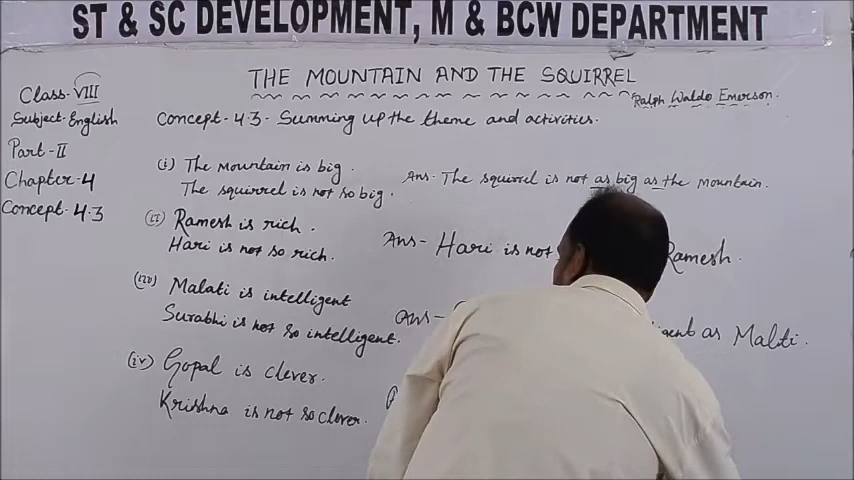 ST & SC DEVELOPMENT, M & BCW DEPARTMENT
THE MOUNTAIN AND THE SQUIRREL
Ralph Waldo Emerson.
Class-VIII
Subject-English
Part-II
Chapter-4
Concept-4.3
Concept-4.3- Summing up the theme and activities.
(i) The Mountain is big.
The squirrel is not so big.
Ans- The squirrel is not as big as the mountain.
(ii) Ramesh is rich.
Hari is not so rich.
Ans- Hari is not Ramesh.
(iii) Malati is intelligent
Surabhi is not so intelligent.
Ans- as Malati.
(iv) Gopal is clever.
Krishna is not so clever.